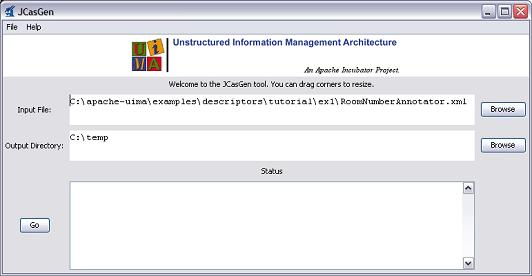 JCasGen
File Help
UIMA
Unstructured Information Management Architecture
An Apache Incubator Project.
Welcome to the JCasGen tool. You can drag corners to resize.
Input File:
C:\apache-uima\examples\descriptors\tutorial\ex1\RoomNumberAnnotator.xml
Browse
Output Directory:
C:\temp
Browse
Status
Go